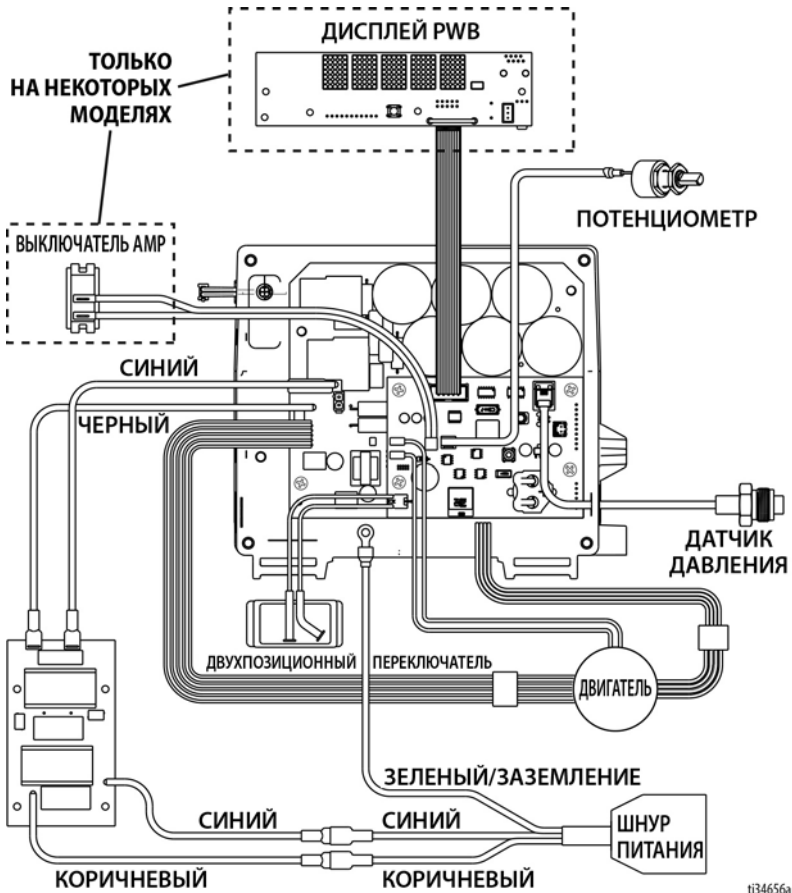 ДИСПЛЕЙ PWB
ТОЛЬКО
НА НЕКОТОРЫХ
МОДЕЛЯХ
ПОТЕНЦИОМЕТР
ВЫКЛЮЧАТЕЛЬ AMP
СИНИЙ
ЧЕРНЫЙ
ДАТЧИК
ДАВЛЕНИЯ
ДВУХПОЗИЦИОННЫЙ ПЕРЕКЛЮЧАТЕЛЬ
ДВИГАТЕЛЬ
ЗЕЛЕНЫЙ/ЗАЗЕМЛЕНИЕ
СИНИЙ
СИНИЙ
ШНУР
ПИТАНИЯ
КОРИЧНЕВЫЙ
КОРИЧНЕВЫЙ
ti34656a